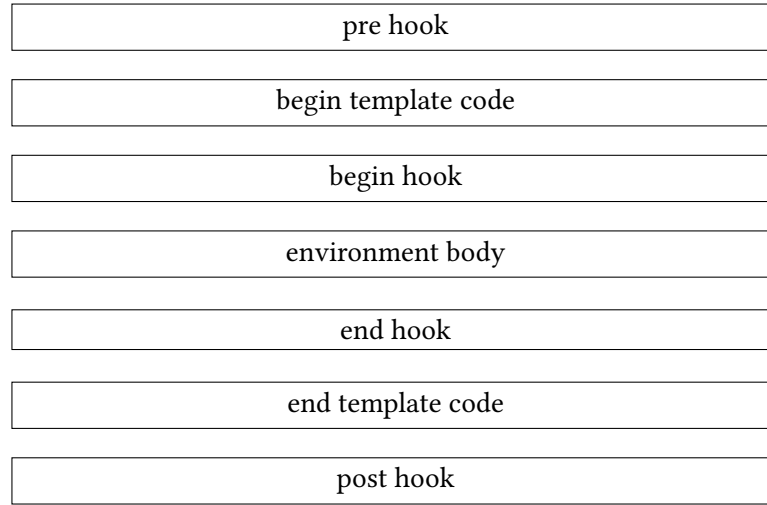 pre hook
begin template code
begin hook
environment body
end hook
end template code
post hook